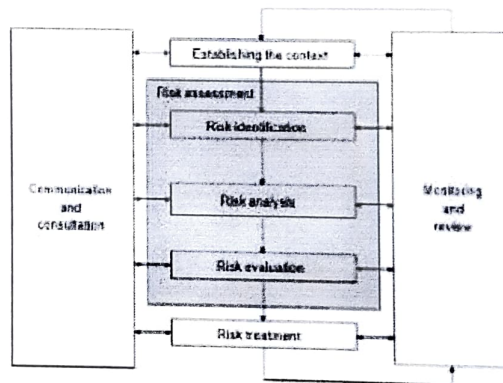 Establishing the context
Risk assessment
Risk identification
Risk analysis
Risk evaluation
Risk treatment
Communication
and
consultation
Monitoring
and
review